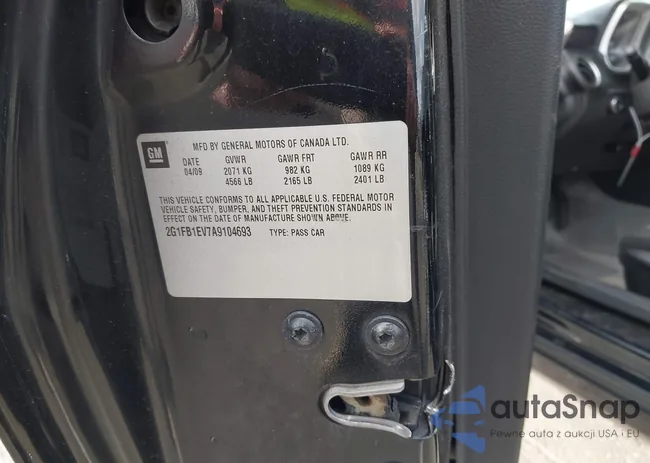 GM
MFD BY GENERAL MOTORS OF CANADA LTD.
DATE GVWR GAWR FRT GAWR RR
04/09 2071 KG 982 KG 1089 KG
4566 LB 2165 LB 2401 LB
THIS VEHICLE CONFORMS TO ALL APPLICABLE U.S. FEDERAL MOTOR
VEHICLE SAFETY, BUMPER, AND THEFT PREVENTION STANDARDS IN
EFFECT ON THE DATE OF MANUFACTURE SHOWN ABOVE.
2G1FB1EV7A9104693 TYPE: PASS CAR
autaSnap
Pewne auta z aukcji USA i EU